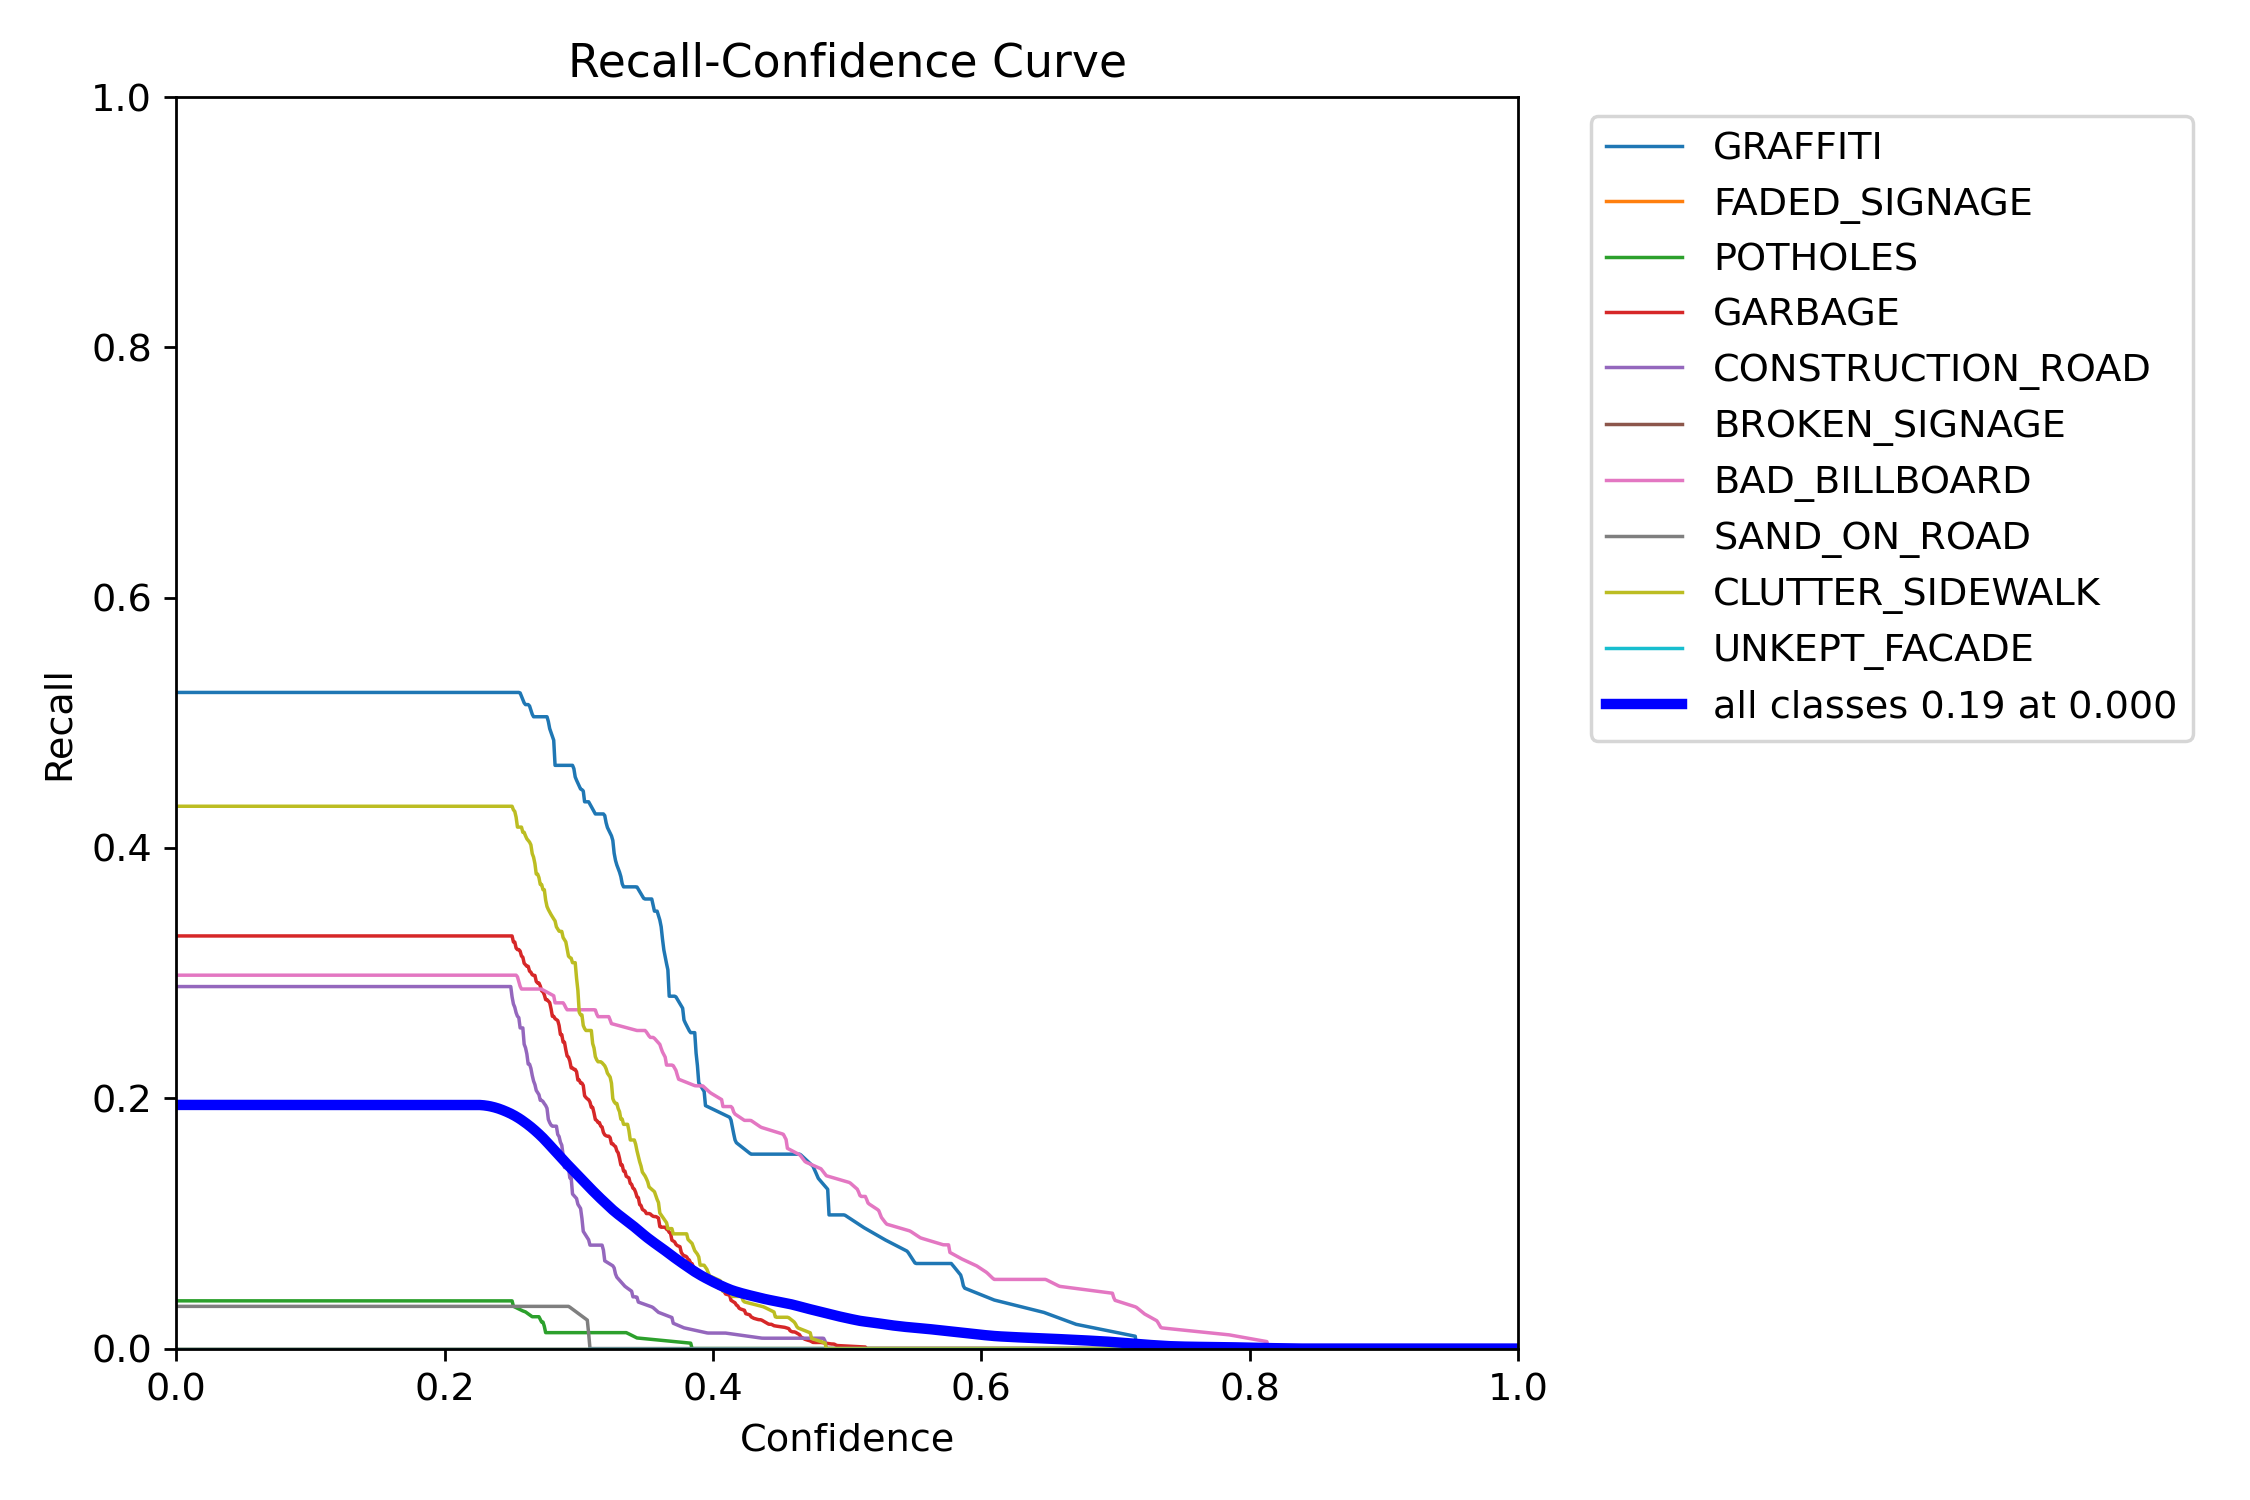 Recall-Confidence Curve
1.0
0.8
0.6
0.4
0.2
0.0
Recall
0.0 0.2 0.4 0.6 0.8 1.0
Confidence
GRAFFITI
FADED_SIGNAGE
POTHOLES
GARBAGE
CONSTRUCTION_ROAD
BROKEN_SIGNAGE
BAD_BILLBOARD
SAND_ON_ROAD
CLUTTER_SIDEWALK
UNKEPT_FACADE
all classes 0.19 at 0.000